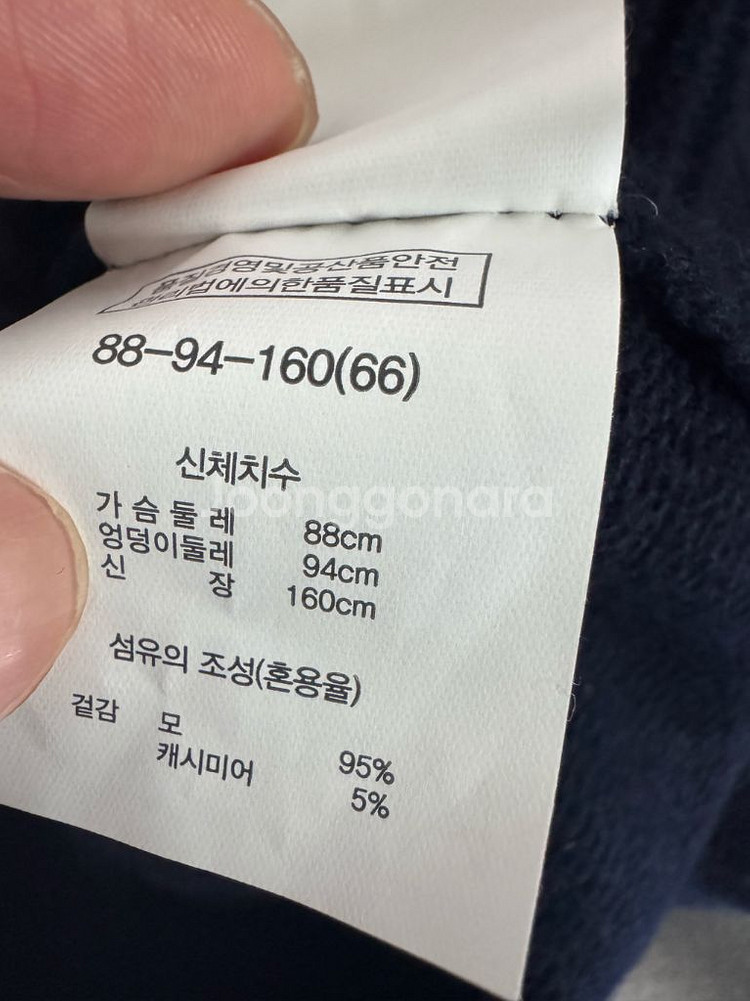 품질경영및공산품안전
관리법에의한품질표시
88-94-160(66)
신체치수
가 슴 둘 레 88cm
엉덩이둘레 94cm
신 장 160cm
Joonggonara
섬유의 조성(혼용율)
겉감 모 95%
캐시미어 5%